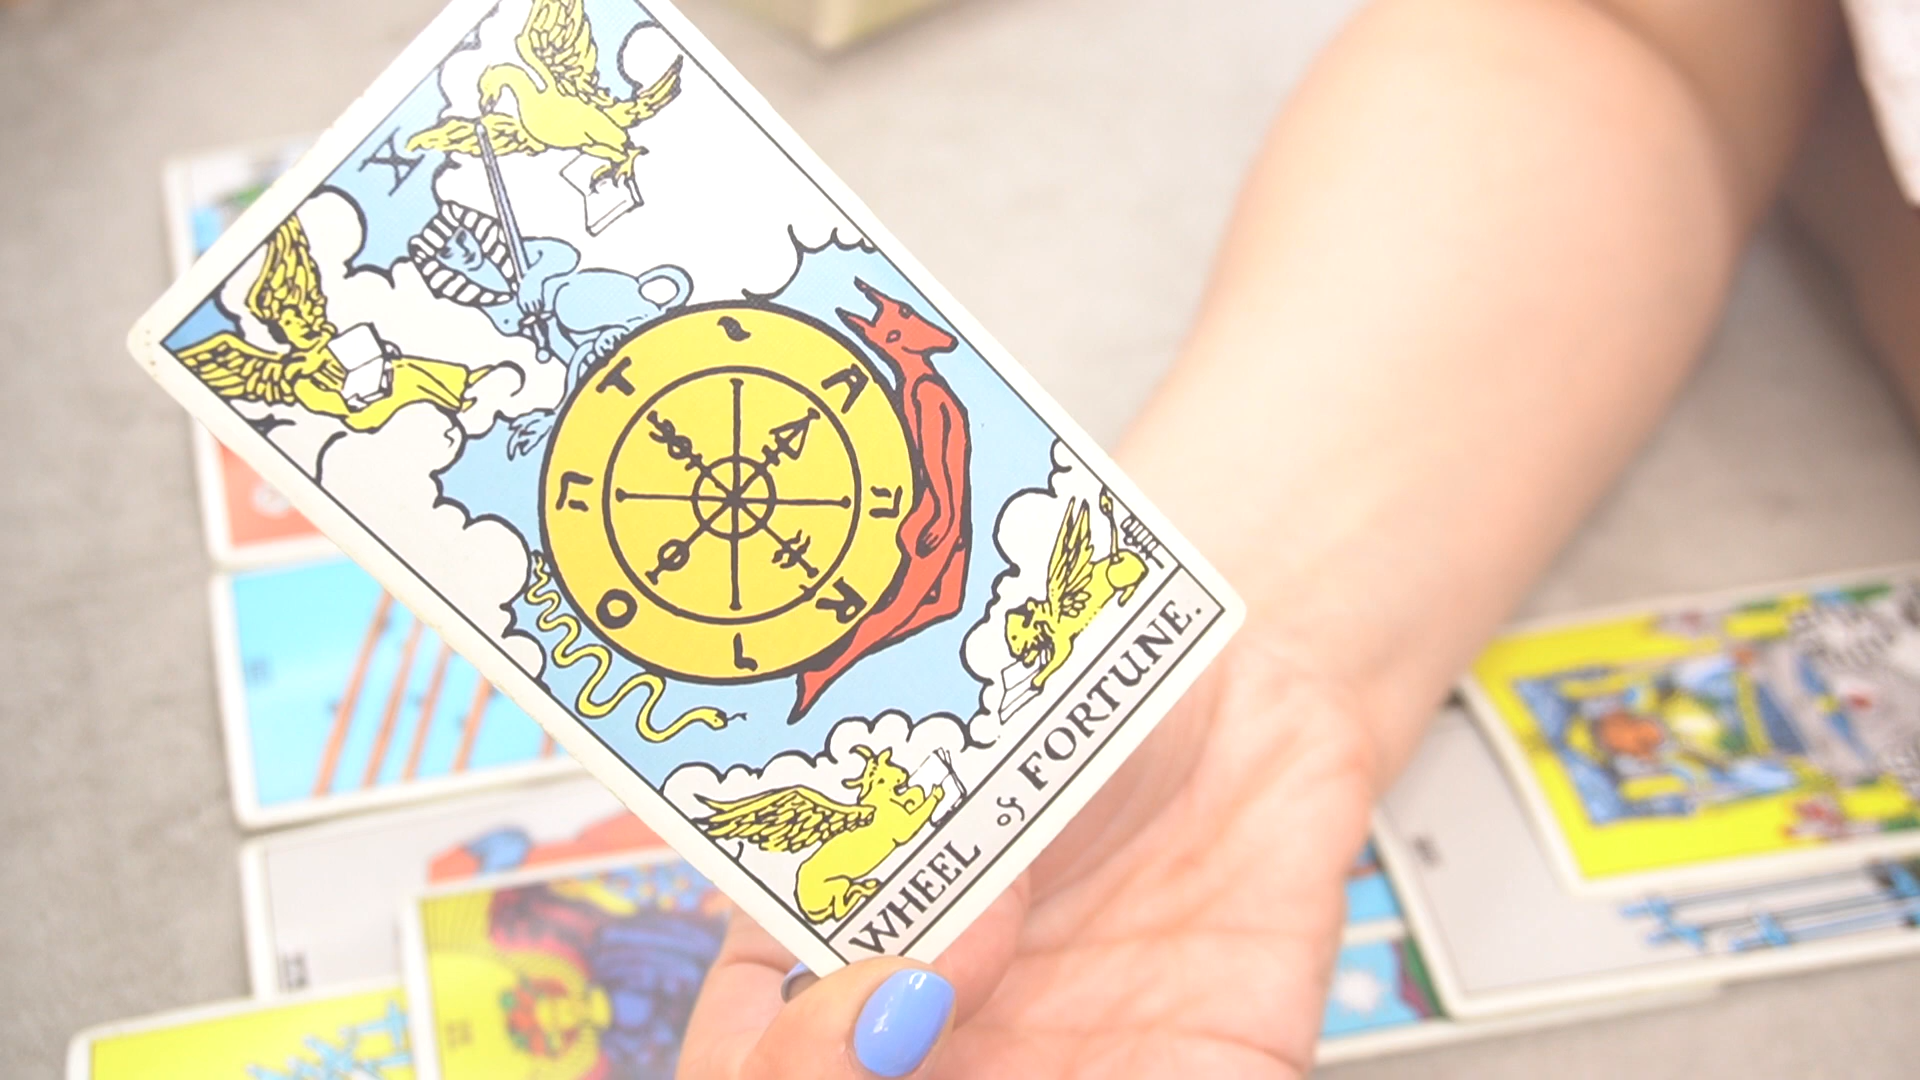 X
T י A ה R ו O ה
WHEEL of FORTUNE.